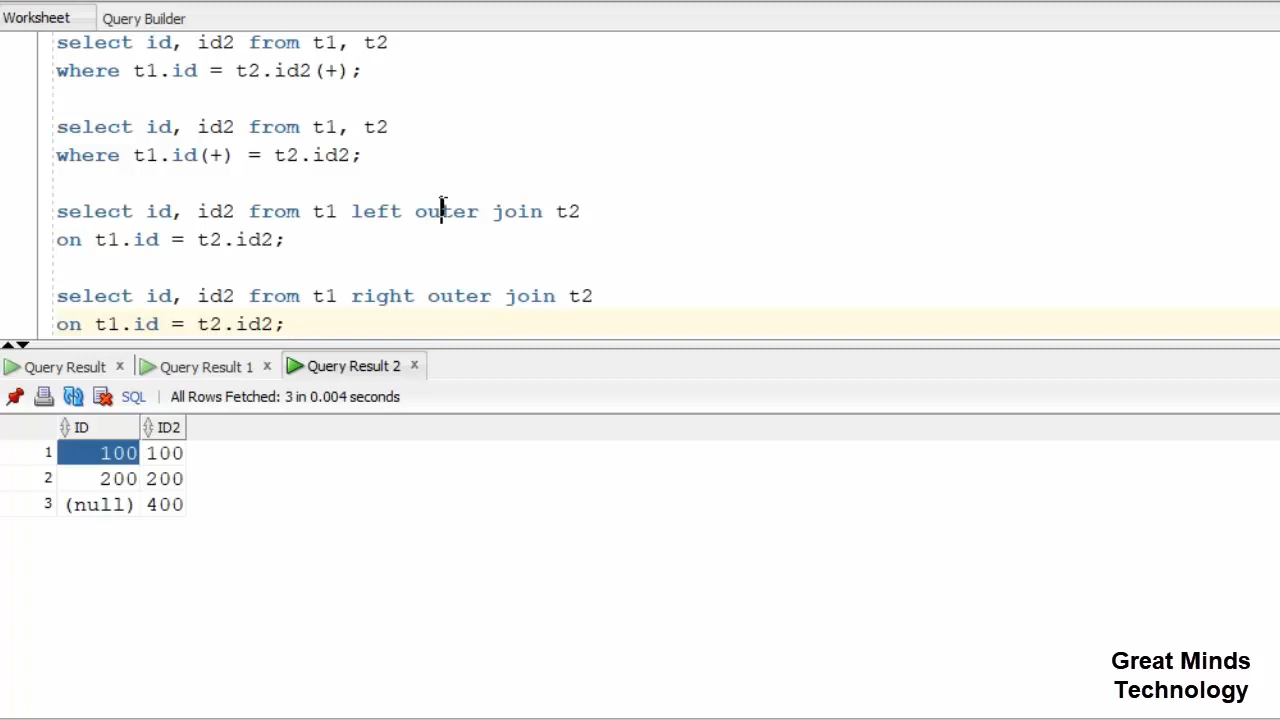 Worksheet Query Builder
select id, id2 from t1, t2
where t1.id = t2.id2(+);
select id, id2 from t1, t2
where t1.id(+) = t2.id2;
select id, id2 from t1 left outer join t2
on t1.id = t2.id2;
select id, id2 from t1 right outer join t2
on t1.id = t2.id2;
Query Result × Query Result 1 × Query Result 2 ×
SQL | All Rows Fetched: 3 in 0.004 seconds
ID ID2
1 100 100
2 200 200
3 (null) 400
Great Minds
Technology